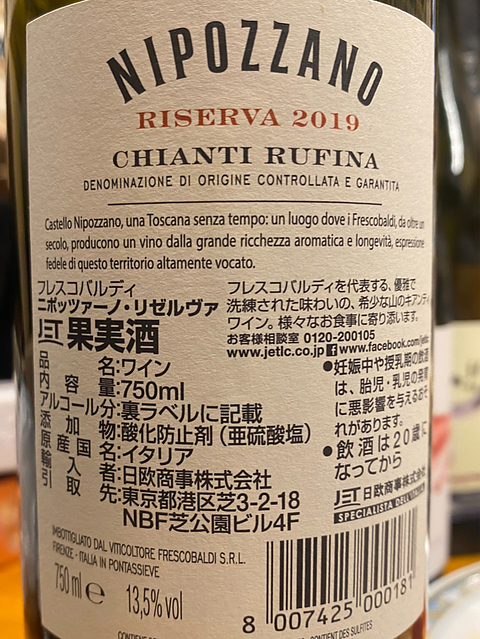 NIPOZZANO
RISERVA 2019
CHIANTI RUFINA
DENOMINAZIONE DI ORIGINE CONTROLLATA E GARANTITA
Castello Nipozzano, una Toscana senza tempo: un luogo dove i Frescobaldi, da oltre un
secolo, producono un vino dalla grande ricchezza aromatica e longevità, espressione
fedele di questo territorio altamente vocato.
フレスコバルディ
ニポッツァーノ・リゼルヴァ
JET 果実酒
品名:ワイン
内容量:750ml
アルコール分:裏ラベルに記載
添加物:酸化防止剤(亜硫酸塩)
原産国:イタリア
輸入:日欧商事株式会社
引取先:東京都港区芝3-2-18
NBF芝公園ビル4F
フレスコバルディを代表する、優雅で
洗練された味わいの、希少な山のキアンティ
ワイン。様々なお食事に寄り添います。
お客様相談室 0120-200105
www.jetlc.co.jp www.facebook.com/jetlc
●妊娠中や授乳期の飲酒
は、胎児・乳児の発育
に悪影響を与えるおそ
れがあります。
●飲酒は20歳に
なってから
JET 日欧商事株式会社
SPECIALISTA DELL'
IMBOTTIGLIATO DAL VITICOLTORE FRESCOBALDI S.R.L.
FIRENZE - ITALIA IN PONTASSIEVE
750 ml e 13,5% vol
8 007425 000181
CONTIENE
CONTIENT DES SULFITES